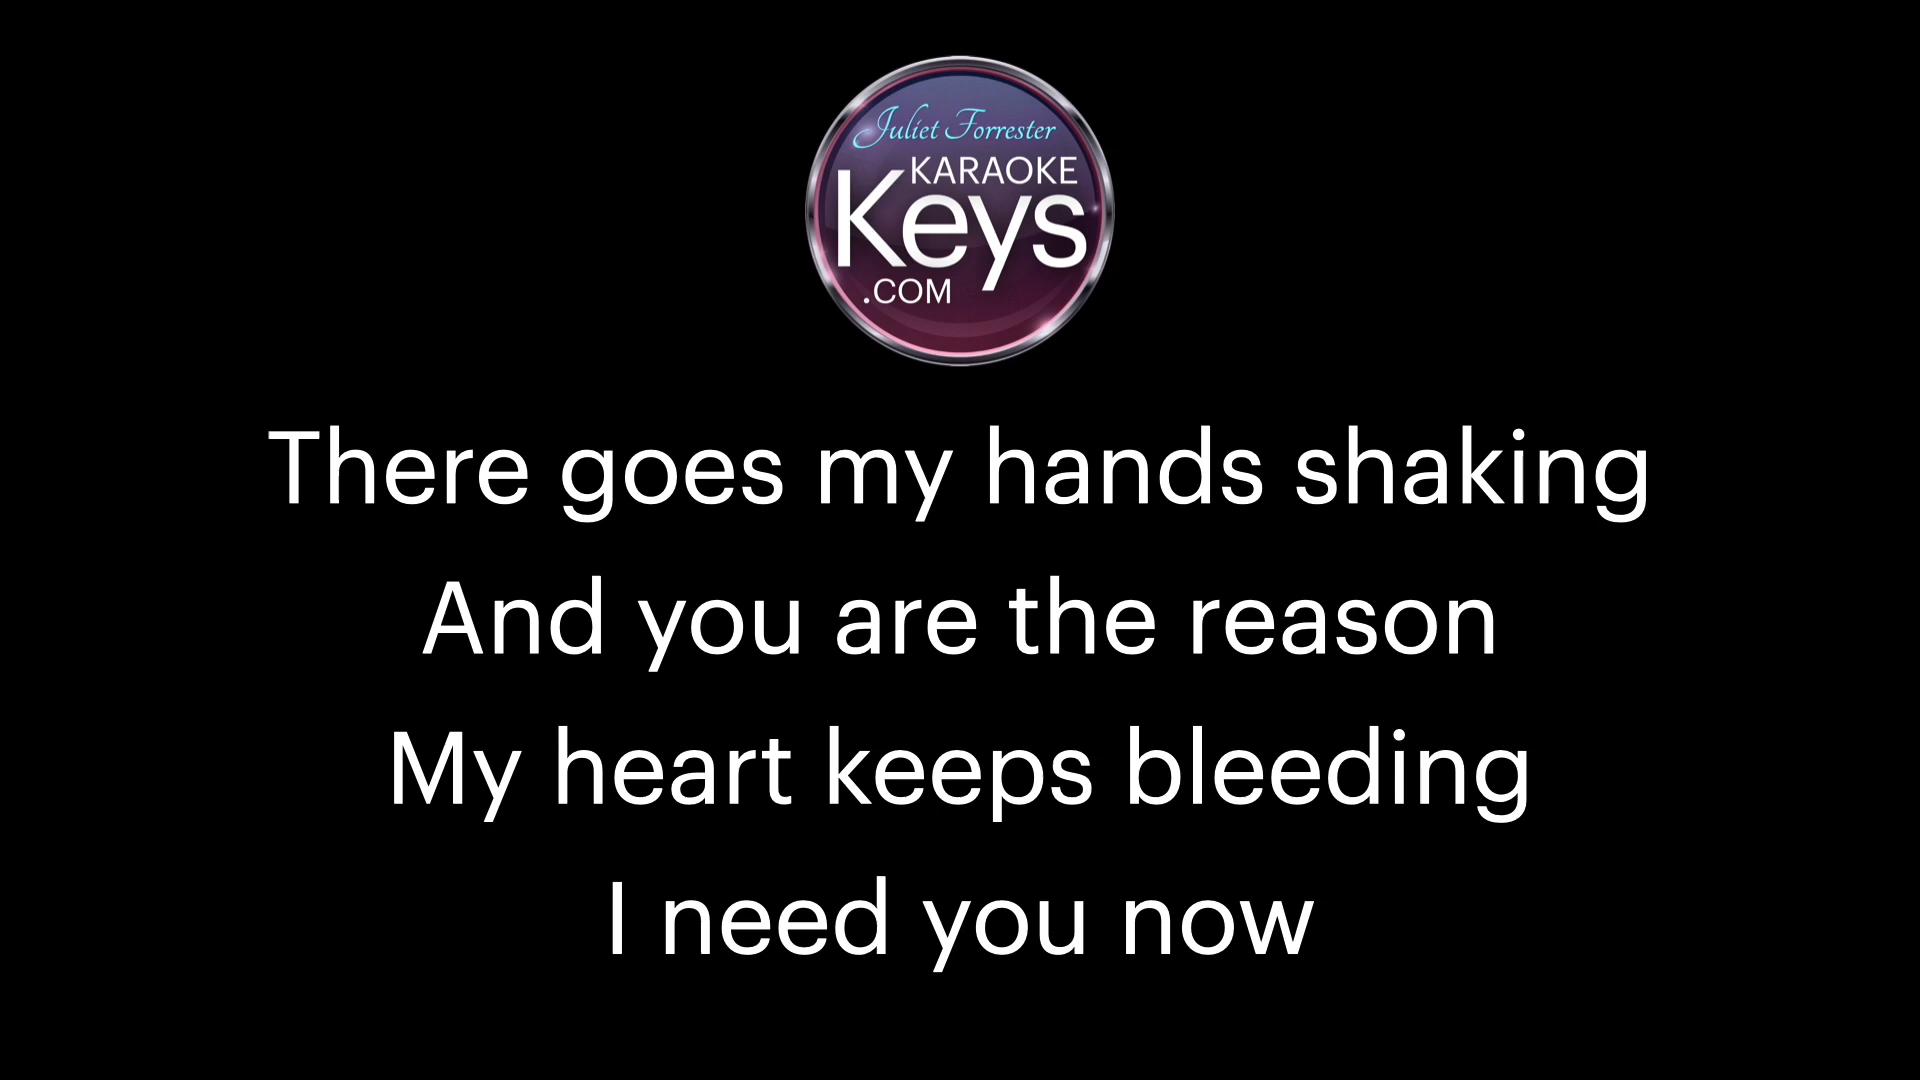 Juliet Forrester
KARAOKE
Keys
.COM
There goes my hands shaking
And you are the reason
My heart keeps bleeding
I need you now